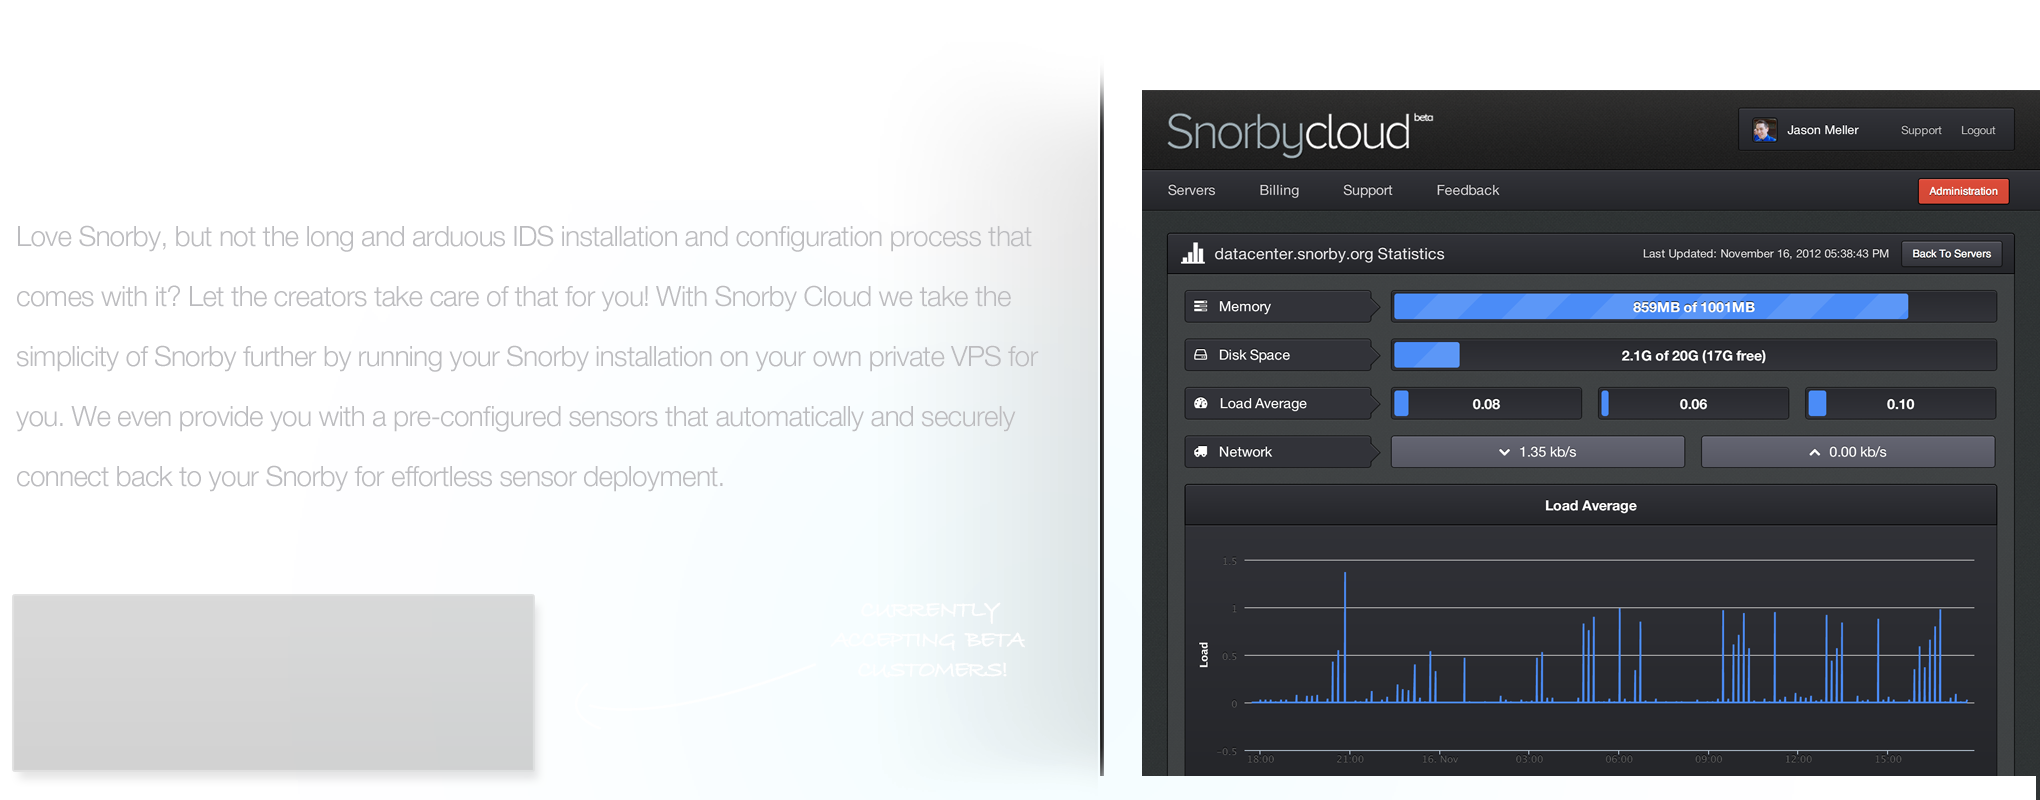 Love Snorby, but not the long and arduous IDS installation and configuration process that
comes with it? Let the creators take care of that for you! With Snorby Cloud we take the
simplicity of Snorby further by running your Snorby installation on your own private VPS for
you. We even provide you with a pre-configured sensors that automatically and securely
connect back to your Snorby for effortless sensor deployment.
CURRENTLY
ACCEPTING BETA
CUSTOMERS!
Snorbycloud beta
Jason Meller Support Logout
Servers Billing Support Feedback Administration
datacenter.snorby.org Statistics Last Updated: November 16, 2012 05:38:43 PM Back To Servers
Memory 859MB of 1001MB
Disk Space 2.1G of 20G (17G free)
Load Average 0.08 0.06 0.10
Network 1.35 kb/s 0.00 kb/s
Load Average
1.5
1
0.5
0
-0.5
Load
18:00 21:00 16. Nov 03:00 06:00 09:00 12:00 15:00